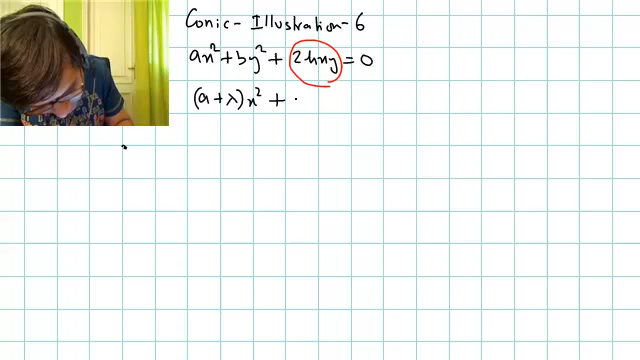 Conic - Illustration - 6
ax² + by² + 2hxy = 0
(a + λ)x² +